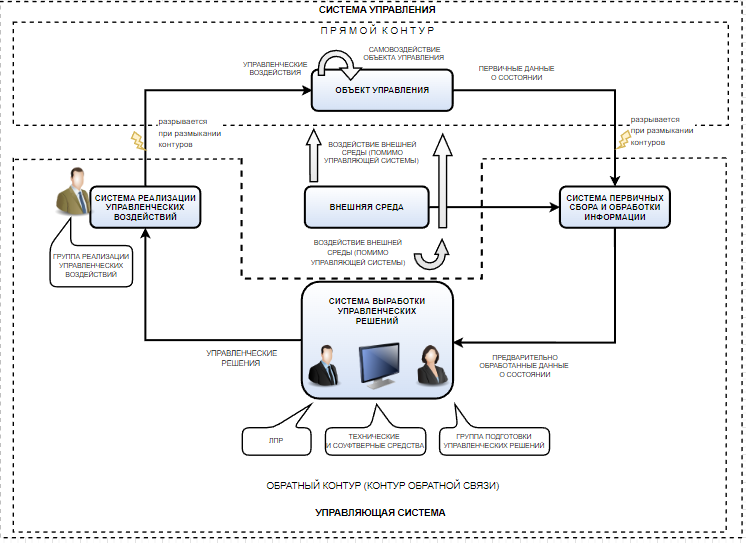 СИСТЕМА УПРАВЛЕНИЯ
ПРЯМОЙ КОНТУР
САМОВОЗДЕЙСТВИЕ
ОБЪЕКТА УПРАВЛЕНИЯ
УПРАВЛЕНЧЕСКИЕ
ВОЗДЕЙСТВИЯ
ПЕРВИЧНЫЕ ДАННЫЕ
О СОСТОЯНИИ
ОБЪЕКТ УПРАВЛЕНИЯ
разрывается
при размыкании
контуров
разрывается
при размыкании
контуров
ВОЗДЕЙСТВИЕ ВНЕШНЕЙ
СРЕДЫ (ПОМИМО
УПРАВЛЯЮЩЕЙ СИСТЕМЫ)
СИСТЕМА РЕАЛИЗАЦИИ
УПРАВЛЕНЧЕСКИХ
ВОЗДЕЙСТВИЙ
ВНЕШНЯЯ СРЕДА
СИСТЕМА ПЕРВИЧНЫХ
СБОРА И ОБРАБОТКИ
ИНФОРМАЦИИ
ГРУППА РЕАЛИЗАЦИИ
УПРАВЛЕНЧЕСКИХ
ВОЗДЕЙСТВИЙ
ВОЗДЕЙСТВИЕ ВНЕШНЕЙ
СРЕДЫ (ПОМИМО
УПРАВЛЯЮЩЕЙ СИСТЕМЫ)
СИСТЕМА ВЫРАБОТКИ
УПРАВЛЕНЧЕСКИХ
РЕШЕНИЙ
УПРАВЛЕНЧЕСКИЕ
РЕШЕНИЯ
ПРЕДВАРИТЕЛЬНО
ОБРАБОТАННЫЕ ДАННЫЕ
О СОСТОЯНИИ
ЛПР
ТЕХНИЧЕСКИЕ
И СОУФТВЕРНЫЕ СРЕДСТВА
ГРУППА ПОДГОТОВКИ
УПРАВЛЕНЧЕСКИХ РЕШЕНИЙ
ОБРАТНЫЙ КОНТУР (КОНТУР ОБРАТНОЙ СВЯЗИ)
УПРАВЛЯЮЩАЯ СИСТЕМА